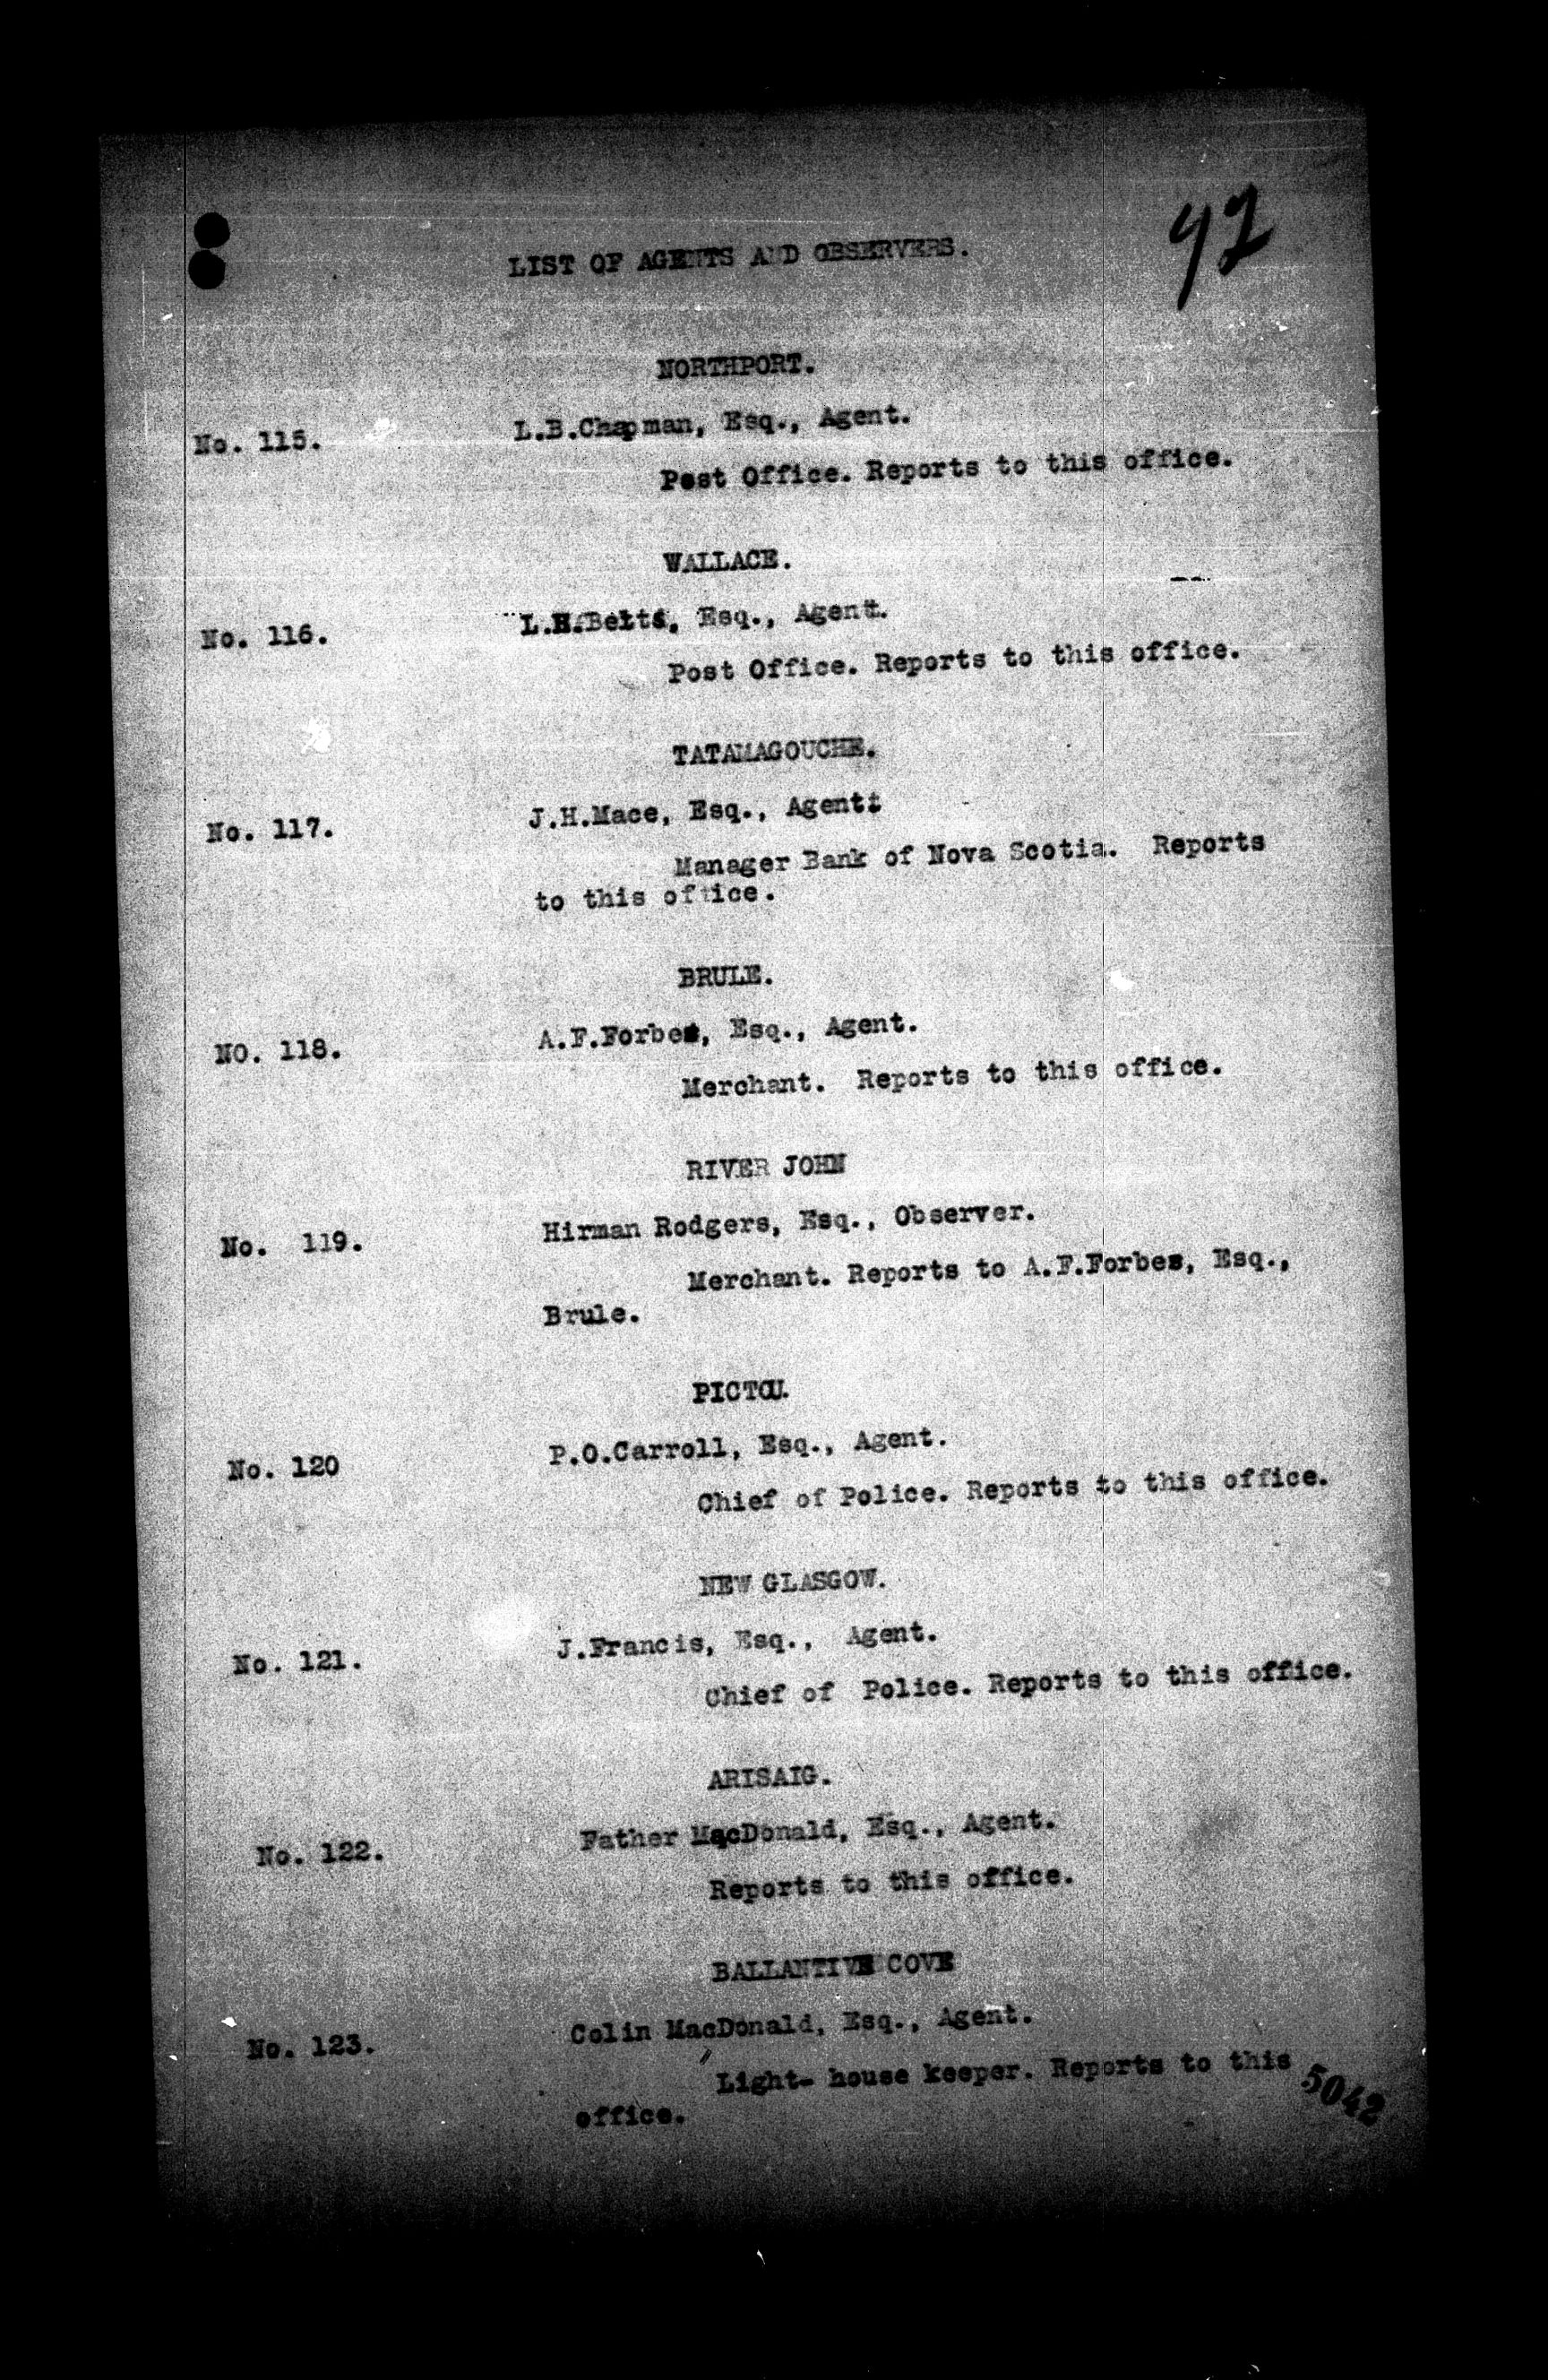 LIST OF AGENTS AND OBSERVERS.
NORTHPORT.
No. 115. L.B.Chapman, Esq., Agent.
Post Office. Reports to this office.
WALLACE.
No. 116. L.H.Betts, Esq., Agent.
Post Office. Reports to this office.
TATAMAGOUCHE.
No. 117. J.H.Mace, Esq., Agent.
Manager Bank of Nova Scotia. Reports
to this office.
BRULE.
NO. 118. A.F.Forbes, Esq., Agent.
Merchant. Reports to this office.
RIVER JOHN
No. 119. Hirman Rodgers, Esq., Observer.
Merchant. Reports to A.F.Forbes, Esq.,
Brule.
PICTOU.
No. 120 P.O.Carroll, Esq., Agent.
Chief of Police. Reports to this office.
NEW GLASGOW.
No. 121. J.Francis, Esq., Agent.
Chief of Police. Reports to this office.
ARISAIG.
No. 122. Father MacDonald, Esq., Agent.
Reports to this office.
BALLANTIVE COVE
No. 123. Colin MacDonald, Esq., Agent.
Light- house keeper. Reports to this
office.
5042